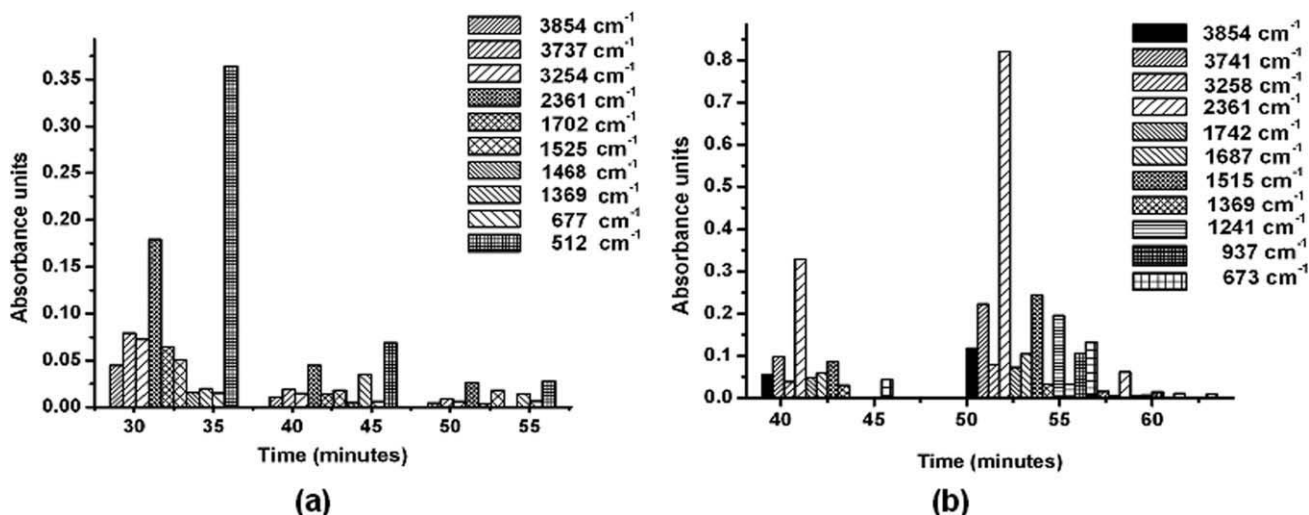 3854 cm⁻¹
3737 cm⁻¹
3254 cm⁻¹
2361 cm⁻¹
1702 cm⁻¹
1525 cm⁻¹
1468 cm⁻¹
1369 cm⁻¹
677 cm⁻¹
512 cm⁻¹
Absorbance units
0.35
0.30
0.25
0.20
0.15
0.10
0.05
0.00
30 35 40 45 50 55
Time (minutes)
(a)
3854 cm⁻¹
3741 cm⁻¹
3258 cm⁻¹
2361 cm⁻¹
1742 cm⁻¹
1687 cm⁻¹
1515 cm⁻¹
1369 cm⁻¹
1241 cm⁻¹
937 cm⁻¹
673 cm⁻¹
Absorbance units
0.8
0.7
0.6
0.5
0.4
0.3
0.2
0.1
0.0
40 45 50 55 60
Time (minutes)
(b)